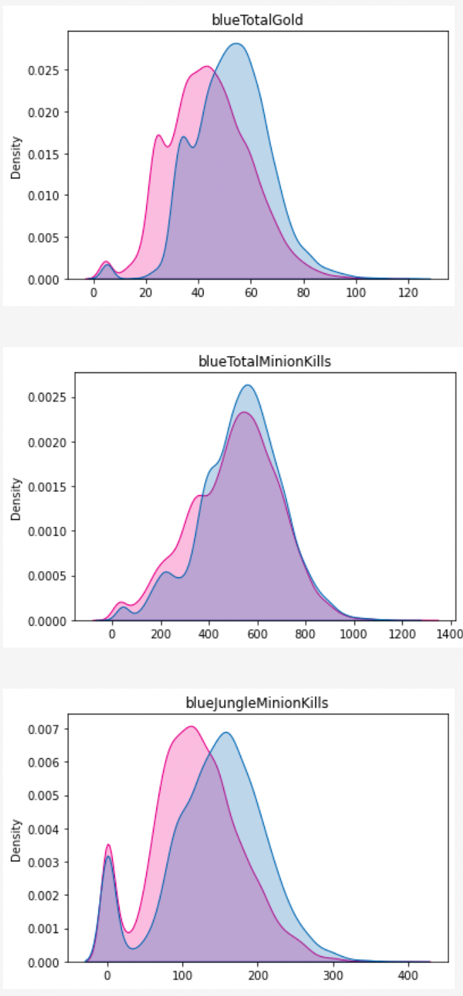 blueTotalGold
0.025
0.020
0.015
0.010
0.005
0.000
Density
0 20 40 60 80 100 120
blueTotalMinionKills
0.0025
0.0020
0.0015
0.0010
0.0005
0.0000
Density
0 200 400 600 800 1000 1200 1400
blueJungleMinionKills
0.007
0.006
0.005
0.004
0.003
0.002
0.001
0.000
Density
0 100 200 300 400